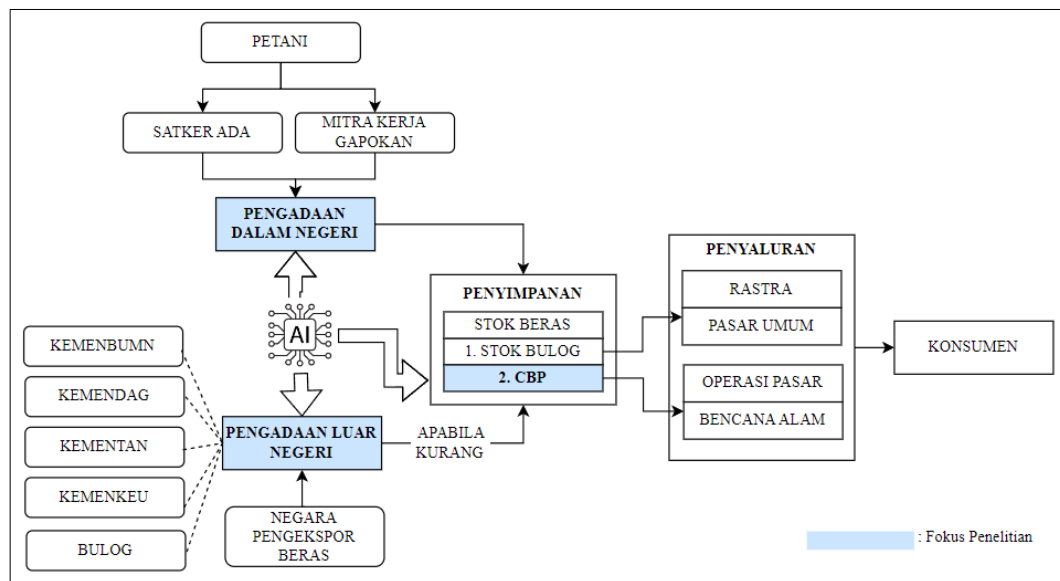 PETANI
SATKER ADA
MITRA KERJA
GAPOKAN
PENGADAAN
DALAM NEGERI
AI
PENYIMPANAN
STOK BERAS
1. STOK BULOG
2. CBP
PENYALURAN
RASTRA
PASAR UMUM
OPERASI PASAR
BENCANA ALAM
KONSUMEN
KEMENBUMN
KEMENDAG
KEMENTAN
KEMENKEU
BULOG
PENGADAAN LUAR
NEGERI
APABILA
KURANG
NEGARA
PENGEKSPOR
BERAS
: Fokus Penelitian